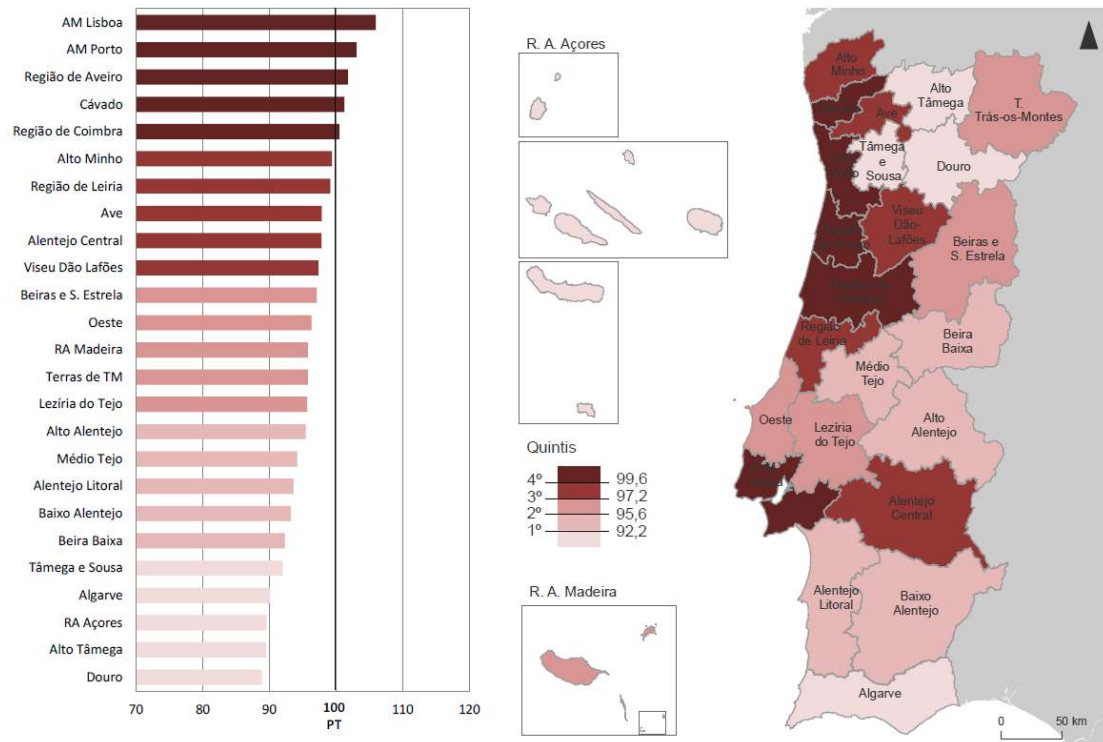 AM Lisboa
AM Porto
Região de Aveiro
Cávado
Região de Coimbra
Alto Minho
Região de Leiria
Ave
Alentejo Central
Viseu Dão Lafões
Beiras e S. Estrela
Oeste
RA Madeira
Terras de TM
Lezíria do Tejo
Alto Alentejo
Médio Tejo
Alentejo Litoral
Baixo Alentejo
Beira Baixa
Tâmega e Sousa
Algarve
RA Açores
Alto Tâmega
Douro
70 80 90 100 110 120
PT
R. A. Açores
Quintis
4º 99,6
3º 97,2
2º 95,6
1º 92,2
R. A. Madeira
Alto
Minho
Alto
Tâmega
T.
Trás-os-Montes
Ave
Tâmega
e
Sousa
Douro
Viseu
Dão-
Lafões
Beiras e
S. Estrela
Região
de Leiria
Beira
Baixa
Médio
Tejo
Oeste
Lezíria
do Tejo
Alto
Alentejo
Alentejo
Central
Alentejo
Litoral
Baixo
Alentejo
Algarve
0 50 km